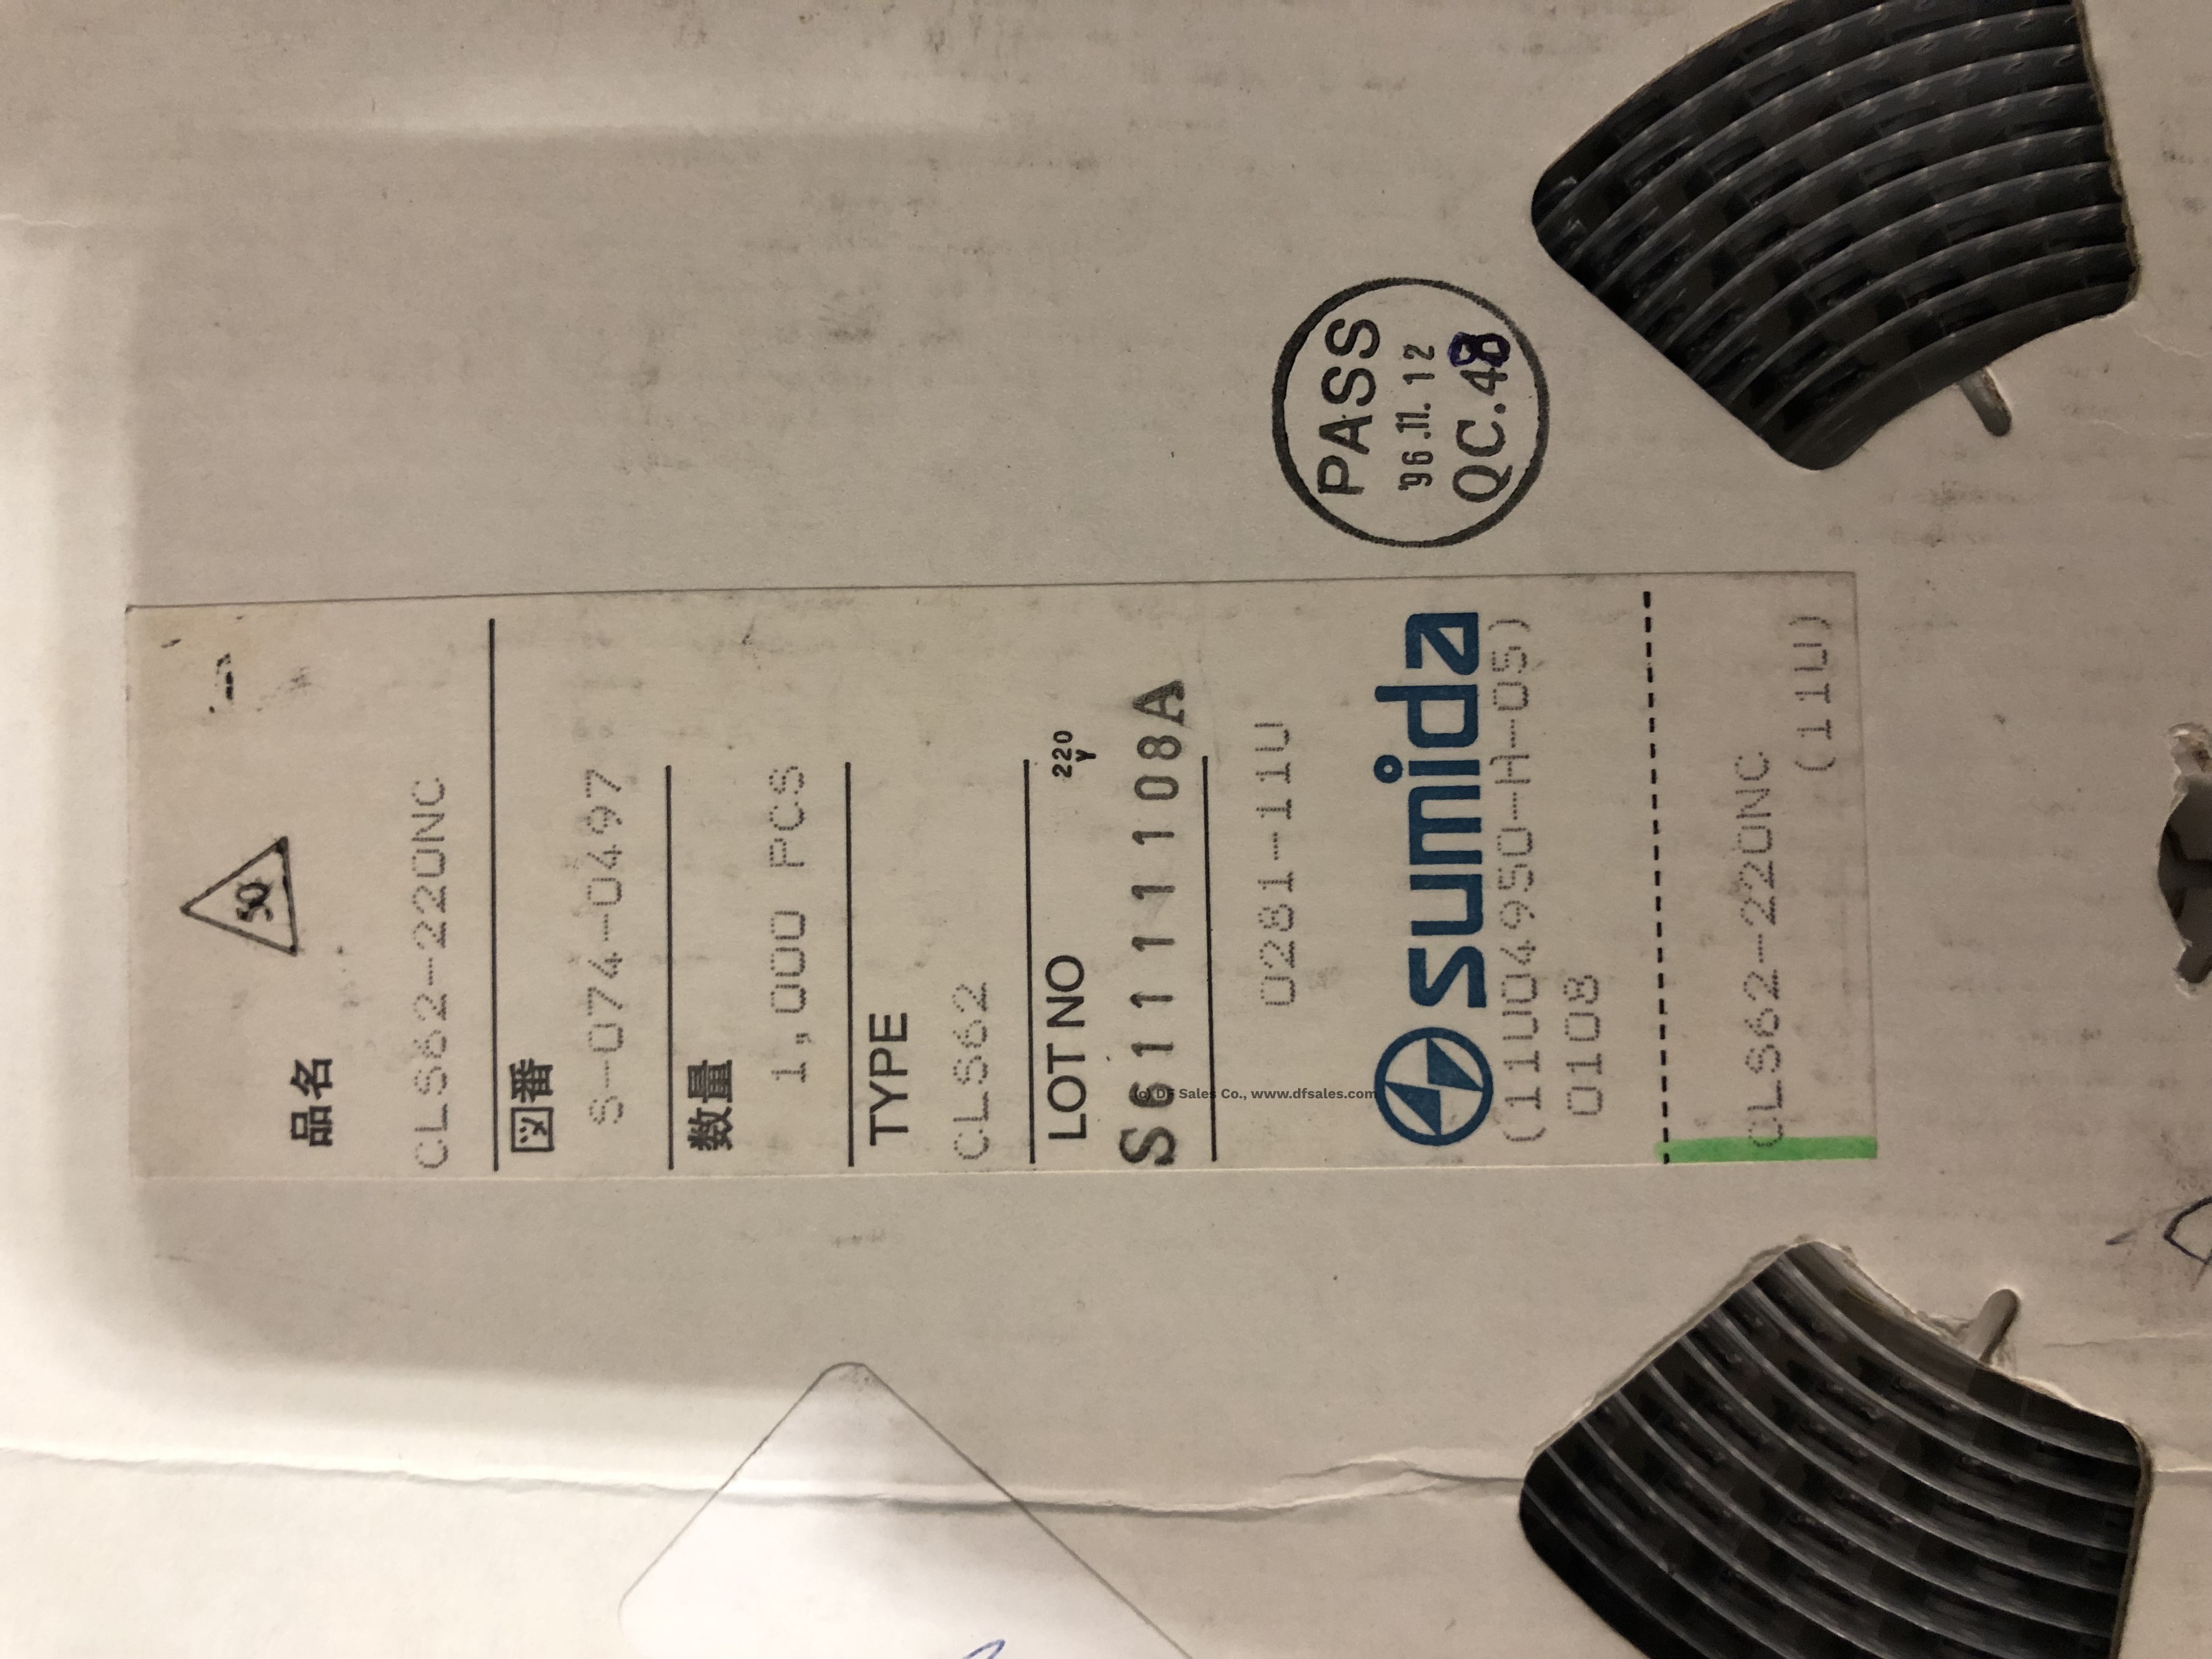 50
品名
CLS62-220NC
図番
S-074-0497
数量
1,000 PCS
TYPE
CLS62
LOT NO
220
Y
S6111108A
0281-11U
sumida
(11U04950-H-05)
0108
CLS62-220NC
(11U)
PASS
'96.11.12
QC.48
(c) DF Sales Co., www.dfsales.com